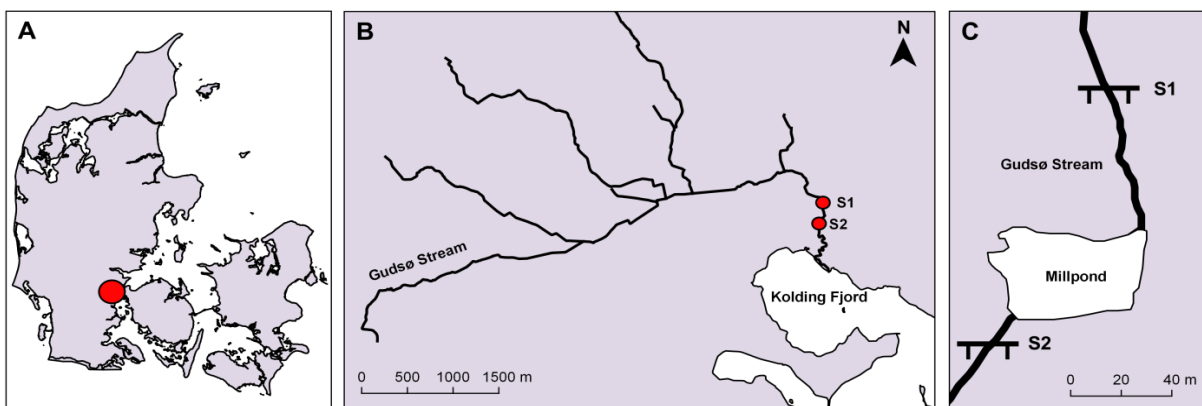 A
B
N
S1
S2
Gudsø Stream
Kolding Fjord
0 500 1000 1500 m
C
S1
Gudsø Stream
Millpond
S2
0 20 40 m